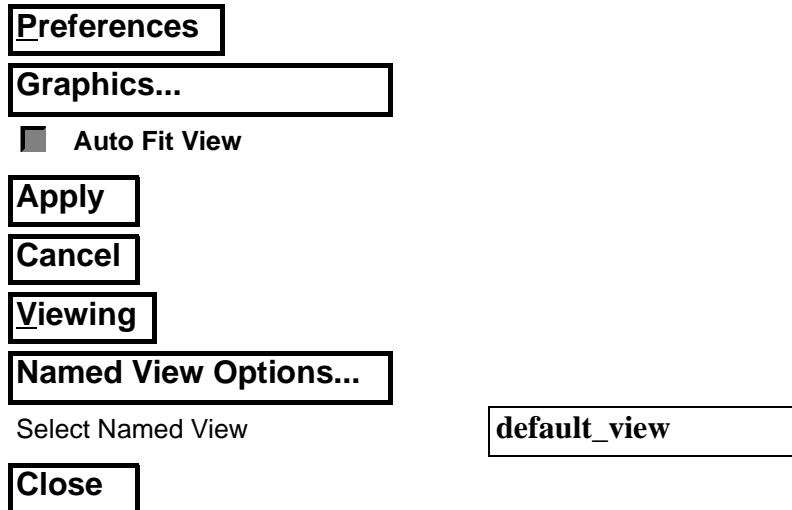 Preferences
Graphics...
Auto Fit View
Apply
Cancel
Viewing
Named View Options...
Select Named View default_view
Close